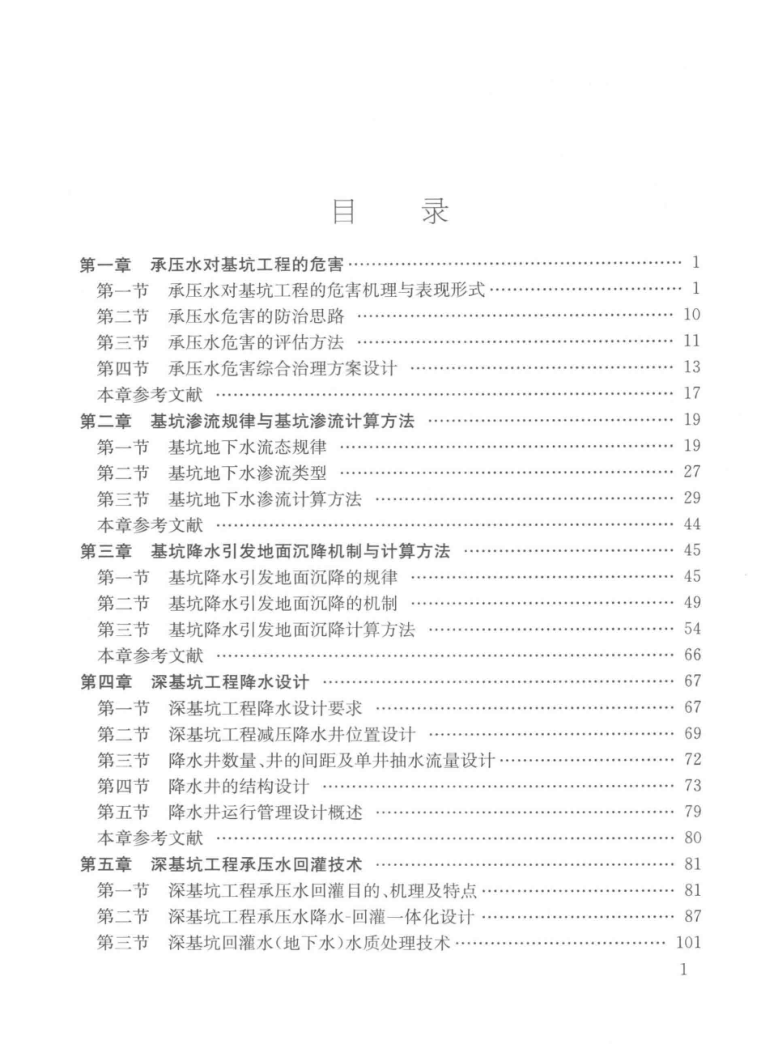 目 录
第一章 承压水对基坑工程的危害 …… 1
第一节 承压水对基坑工程的危害机理与表现形式 …… 1
第二节 承压水危害的防治思路 …… 10
第三节 承压水危害的评估方法 …… 11
第四节 承压水危害综合治理方案设计 …… 13
本章参考文献 …… 17
第二章 基坑渗流规律与基坑渗流计算方法 …… 19
第一节 基坑地下水流态规律 …… 19
第二节 基坑地下水渗流类型 …… 27
第三节 基坑地下水渗流计算方法 …… 29
本章参考文献 …… 44
第三章 基坑降水引发地面沉降机制与计算方法 …… 45
第一节 基坑降水引发地面沉降的规律 …… 45
第二节 基坑降水引发地面沉降的机制 …… 49
第三节 基坑降水引发地面沉降计算方法 …… 54
本章参考文献 …… 66
第四章 深基坑工程降水设计 …… 67
第一节 深基坑工程降水设计要求 …… 67
第二节 深基坑工程减压降水井位置设计 …… 69
第三节 降水井数量、井的间距及单井抽水流量设计 …… 72
第四节 降水井的结构设计 …… 73
第五节 降水井运行管理设计概述 …… 79
本章参考文献 …… 80
第五章 深基坑工程承压水回灌技术 …… 81
第一节 深基坑工程承压水回灌目的、机理及特点 …… 81
第二节 深基坑工程承压水降水-回灌一体化设计 …… 87
第三节 深基坑回灌水(地下水)水质处理技术 …… 101
1